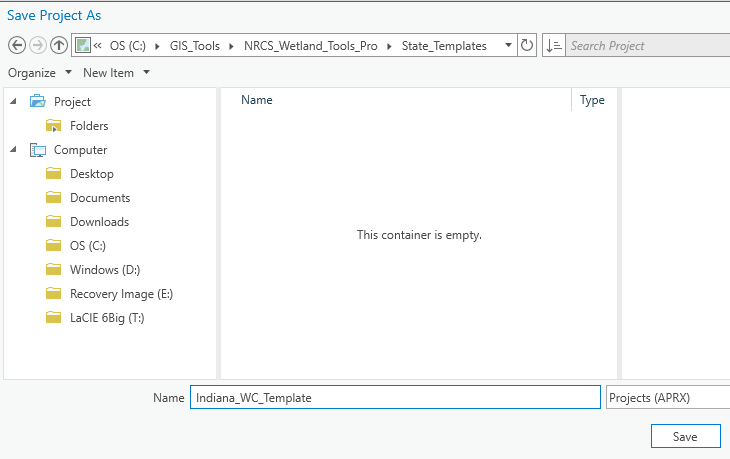 Save Project As
« OS (C:) GIS_Tools NRCS_Wetland_Tools_Pro State_Templates Search Project
Organize New Item
Project
Folders
Computer
Desktop
Documents
Downloads
OS (C:)
Windows (D:)
Recovery Image (E:)
LaCIE 6Big (T:)
Name Type
This container is empty.
Name Indiana_WC_Template Projects (APRX)
Save